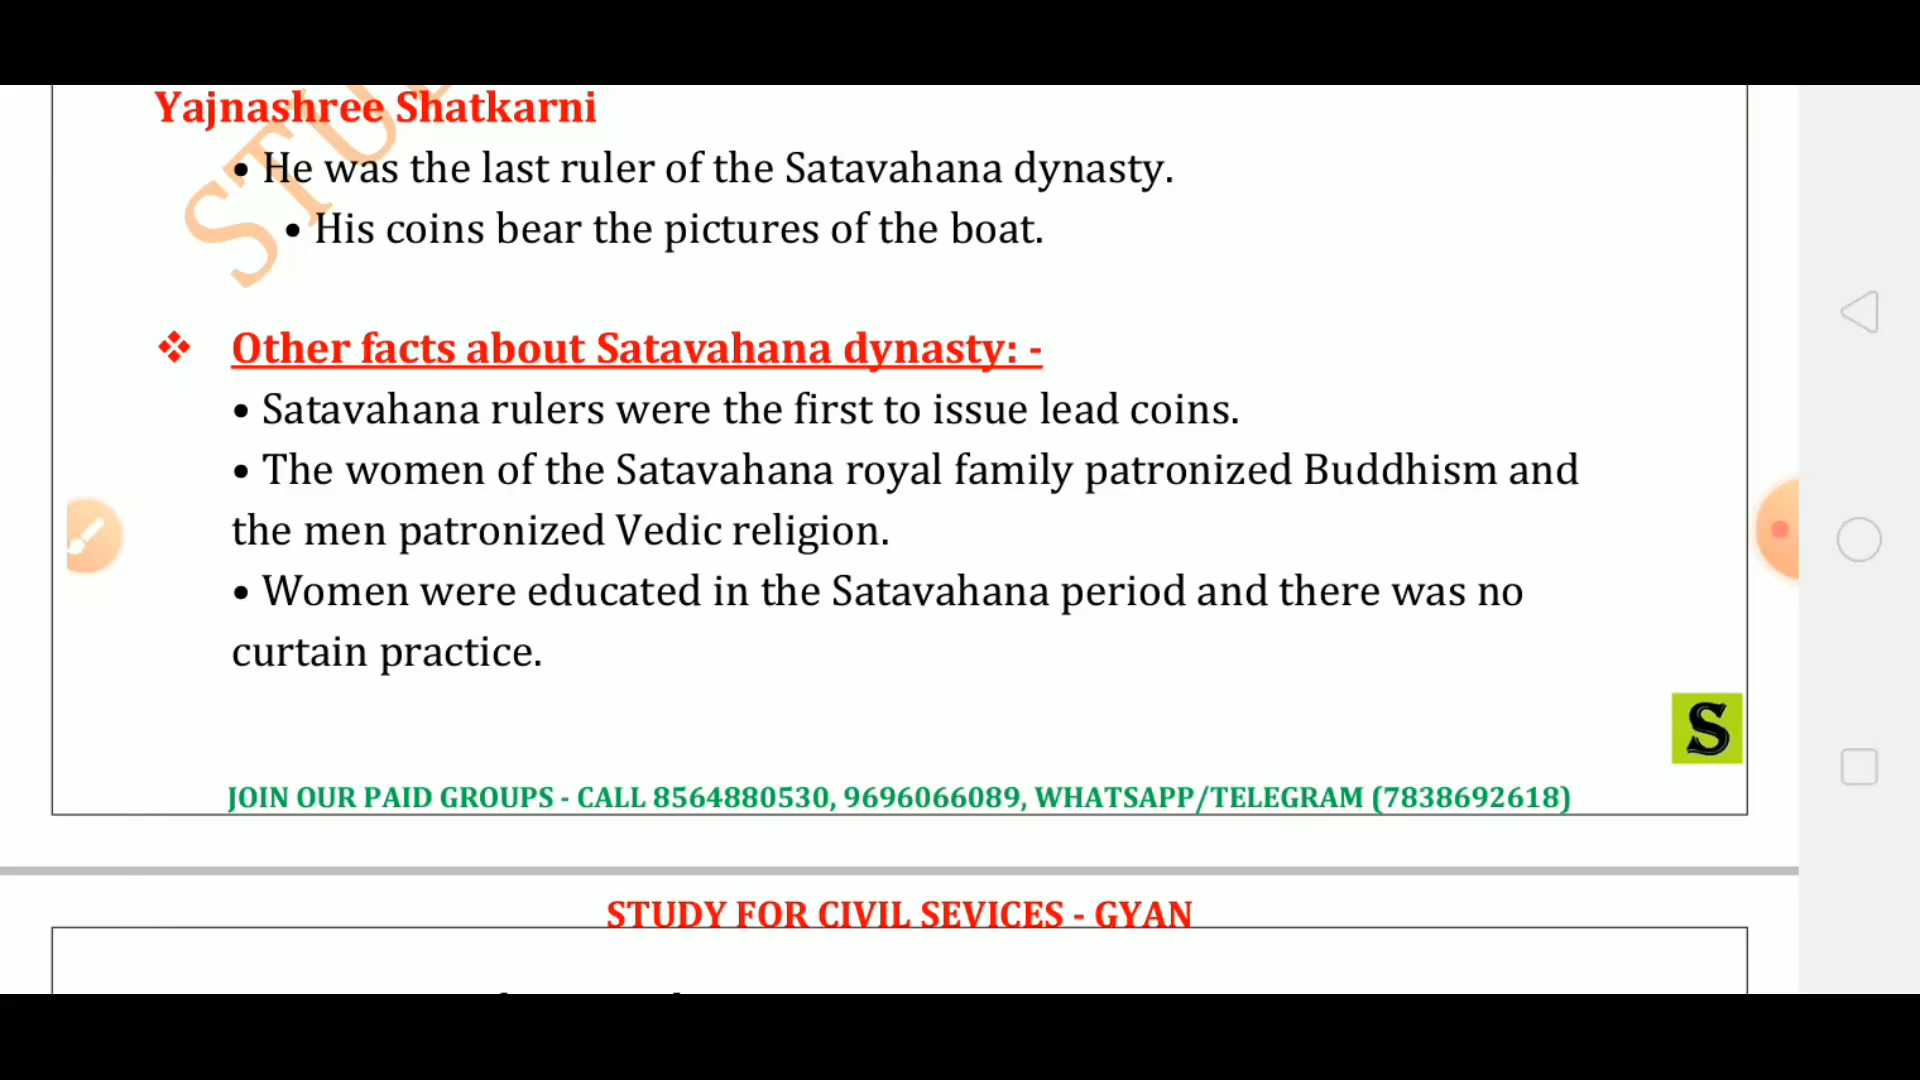 Yajnashree Shatkarni
• He was the last ruler of the Satavahana dynasty.
• His coins bear the pictures of the boat.
❖ Other facts about Satavahana dynasty: -
• Satavahana rulers were the first to issue lead coins.
• The women of the Satavahana royal family patronized Buddhism and
the men patronized Vedic religion.
• Women were educated in the Satavahana period and there was no
curtain practice.
S
JOIN OUR PAID GROUPS - CALL 8564880530, 9696066089, WHATSAPP/TELEGRAM (7838692618)
STUDY FOR CIVIL SEVICES - GYAN